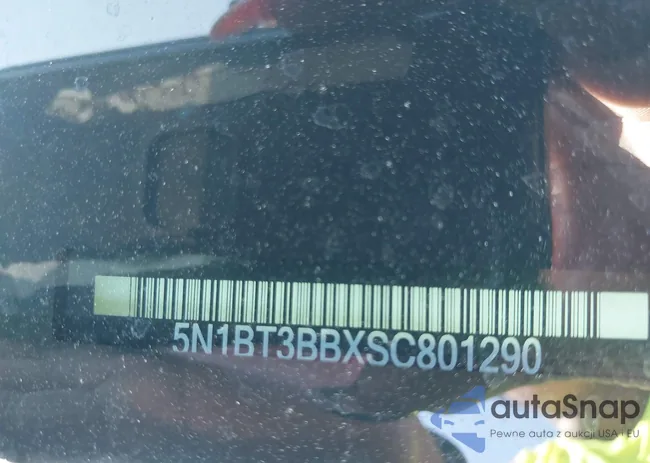 5N1BT3BBXSC801290
autaSnap
Pewne auta z aukcji USA i EU